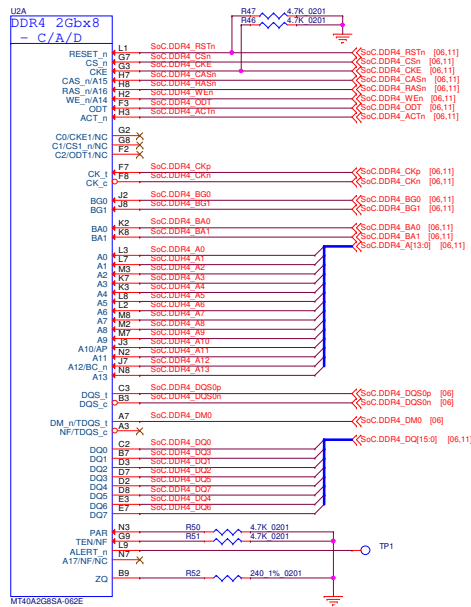 U2A
DDR4 2Gbx8
- C/A/D
R47 4.7K_0201
R46 4.7K_0201
RESET_n L1 SoC.DDR4_RSTn SoC.DDR4_RSTn [06,11]
CS_n G7 SoC.DDR4_CSn SoC.DDR4_CSn [06,11]
CKE G3 SoC.DDR4_CKE SoC.DDR4_CKE [06,11]
CAS_n/A15 H7 SoC.DDR4_CASn SoC.DDR4_CASn [06,11]
RAS_n/A16 H8 SoC.DDR4_RASn SoC.DDR4_RASn [06,11]
WE_n/A14 H2 SoC.DDR4_WEn SoC.DDR4_WEn [06,11]
ODT F3 SoC.DDR4_ODT SoC.DDR4_ODT [06,11]
ACT_n H3 SoC.DDR4_ACTn SoC.DDR4_ACTn [06,11]
C0/CKE1/NC G2
C1/CS1_n/NC G8
C2/ODT1/NC F2
CK_t F7 SoC.DDR4_CKp SoC.DDR4_CKp [06,11]
CK_c F8 SoC.DDR4_CKn SoC.DDR4_CKn [06,11]
BG0 J2 SoC.DDR4_BG0 SoC.DDR4_BG0 [06,11]
BG1 J8 SoC.DDR4_BG1 SoC.DDR4_BG1 [06,11]
BA0 K2 SoC.DDR4_BA0 SoC.DDR4_BA0 [06,11]
BA1 K8 SoC.DDR4_BA1 SoC.DDR4_BA1 [06,11]
SoC.DDR4_A[13:0] [06,11]
A0 L3 SoC.DDR4_A0
A1 L7 SoC.DDR4_A1
A2 M3 SoC.DDR4_A2
A3 K7 SoC.DDR4_A3
A4 K3 SoC.DDR4_A4
A5 L8 SoC.DDR4_A5
A6 L2 SoC.DDR4_A6
A7 M8 SoC.DDR4_A7
A8 M2 SoC.DDR4_A8
A9 M7 SoC.DDR4_A9
A10/AP J3 SoC.DDR4_A10
A11 N2 SoC.DDR4_A11
A12/BC_n J7 SoC.DDR4_A12
A13 N8 SoC.DDR4_A13
DQS_t C3 SoC.DDR4_DQS0p SoC.DDR4_DQS0p [06]
DQS_c B3 SoC.DDR4_DQS0n SoC.DDR4_DQS0n [06]
DM_n/TDQS_t A7 SoC.DDR4_DM0 SoC.DDR4_DM0 [06]
NF/TDQS_c A3
SoC.DDR4_DQ[15:0] [06,11]
DQ0 C2 SoC.DDR4_DQ0
DQ1 B7 SoC.DDR4_DQ3
DQ2 D3 SoC.DDR4_DQ1
DQ3 D7 SoC.DDR4_DQ2
DQ4 D2 SoC.DDR4_DQ5
DQ5 D8 SoC.DDR4_DQ7
DQ6 E3 SoC.DDR4_DQ4
DQ7 E7 SoC.DDR4_DQ6
PAR N3 R50 4.7K_0201
TEN/NF G9 R51 4.7K_0201
ALERT_n L9 TP1
A17/NF/NC N7
ZQ B9 R52 240_1%_0201
MT40A2G8SA-062E